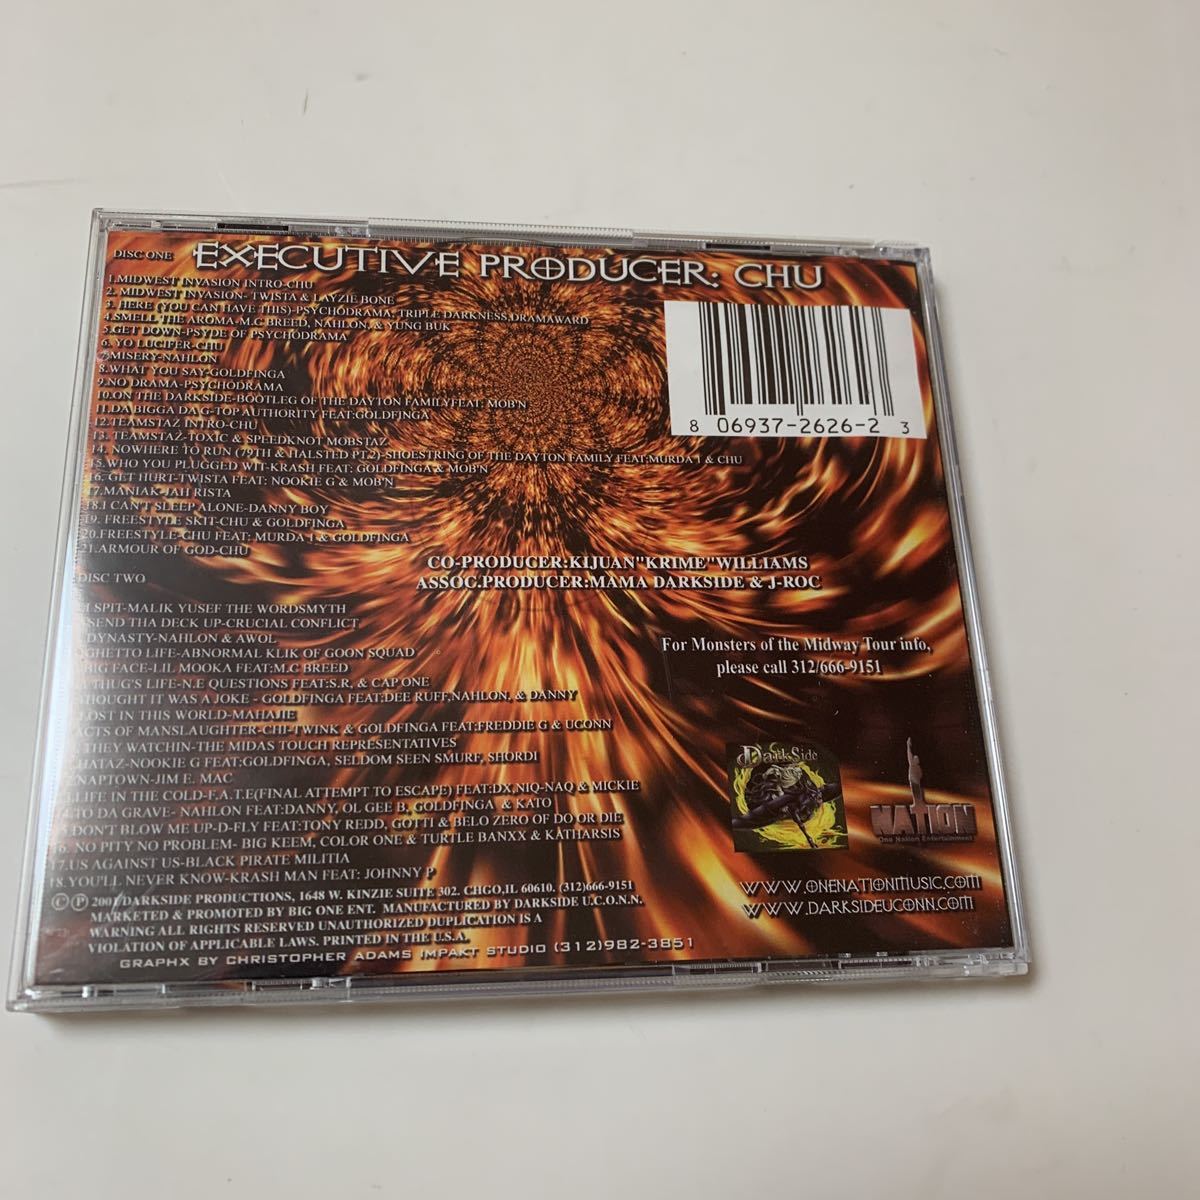 EXECUTIVE PRODUCER: CHU
DISC ONE
1.MIDWEST INVASION INTRO-CHU
2. MIDWEST INVASION- TWISTA & LAYZIE BONE
3. HERE (YOU CAN HAVE THIS)-PSYCHODRAMA, TRIPLE DARKNESS,DRAMAWARD
4.SMELL THE AROMA-M.C BREED, NAHLON, & YUNG BUK
5.GET DOWN-PSYDE OF PSYCHODRAMA
6. YO LUCIFER-CHU
7.MISERY-NAHLON
8.WHAT YOU SAY-GOLDFINGA
9.NO DRAMA-PSYCHODRAMA
10.ON THE DARKSIDE-BOOTLEG OF THE DAYTON FAMILYFEAT: MOB'N
11.DA BIGGA DA G-TOP AUTHORITY FEAT:GOLDFINGA
12.TEAMSTAZ INTRO-CHU
13. TEAMSTAZ-TOXIC & SPEEDKNOT MOBSTAZ
14. NOWHERE TO RUN (79TH & HALSTED PT.2)-SHOESTRING OF THE DAYTON FAMILY FEAT:MURDA 1 & CHU
15. WHO YOU PLUGGED WIT-KRASH FEAT: GOLDFINGA & MOB'N
16. GET HURT-TWISTA FEAT: NOOKIE G & MOB'N
17.MANIAK-JAH RISTA
18.I CAN'T SLEEP ALONE-DANNY BOY
19. FREESTYLE SKIT-CHU & GOLDFINGA
20.FREESTYLE-CHU FEAT: MURDA 1 & GOLDFINGA
21.ARMOUR OF GOD-CHU
DISC TWO
I SPIT-MALIK YUSEF THE WORDSMYTH
SEND THA DECK UP-CRUCIAL CONFLICT
DYNASTY-NAHLON & AWOL
GHETTO LIFE-ABNORMAL KLIK OF GOON SQUAD
BIG FACE-LIL MOOKA FEAT:M.C BREED
A THUG'S LIFE-N.E QUESTIONS FEAT:S.R, & CAP ONE
THOUGHT IT WAS A JOKE - GOLDFINGA FEAT:DEE RUFF,NAHLON, & DANNY
LOST IN THIS WORLD-MAHAJIE
ACTS OF MANSLAUGHTER-CHI-TWINK & GOLDFINGA FEAT:FREDDIE G & UCONN
THEY WATCHIN-THE MIDAS TOUCH REPRESENTATIVES
HATAZ-NOOKIE G FEAT:GOLDFINGA, SELDOM SEEN SMURF, SHORDI
NAPTOWN-JIM E. MAC
3.LIFE IN THE COLD-F.A.T.E(FINAL ATTEMPT TO ESCAPE) FEAT:DX,NIQ-NAQ & MICKIE
14.TO DA GRAVE- NAHLON FEAT:DANNY, OL GEE B, GOLDFINGA & KATO
5.DON'T BLOW ME UP-D-FLY FEAT:TONY REDD, GOTTI & BELO ZERO OF DO OR DIE
16. NO PITY NO PROBLEM- BIG KEEM, COLOR ONE & TURTLE BANXX & KATHARSIS
17.US AGAINST US-BLACK PIRATE MILITIA
18.YOU'LL NEVER KNOW-KRASH MAN FEAT: JOHNNY P
© ℗ 2001 DARKSIDE PRODUCTIONS, 1648 W. KINZIE SUITE 302. CHGO,IL 60610. (312)666-9151
MARKETED & PROMOTED BY BIG ONE ENT. MANUFACTURED BY DARKSIDE U.C.O.N.N.
WARNING ALL RIGHTS RESERVED UNAUTHORIZED DUPLICATION IS A
VIOLATION OF APPLICABLE LAWS. PRINTED IN THE U.S.A.
GRAPHX BY CHRISTOPHER ADAMS IMPAKT STUDIO (312)982-3851
8 06937-2626-2 3
CO-PRODUCER:KIJUAN"KRIME"WILLIAMS
ASSOC.PRODUCER:MAMA DARKSIDE & J-ROC
For Monsters of the Midway Tour info,
please call 312/666-9151
DarkSide
NATION
One Nation Entertainment
WWW.ONENATIONMUSIC.COM
WWW.DARKSIDEUCONN.COM